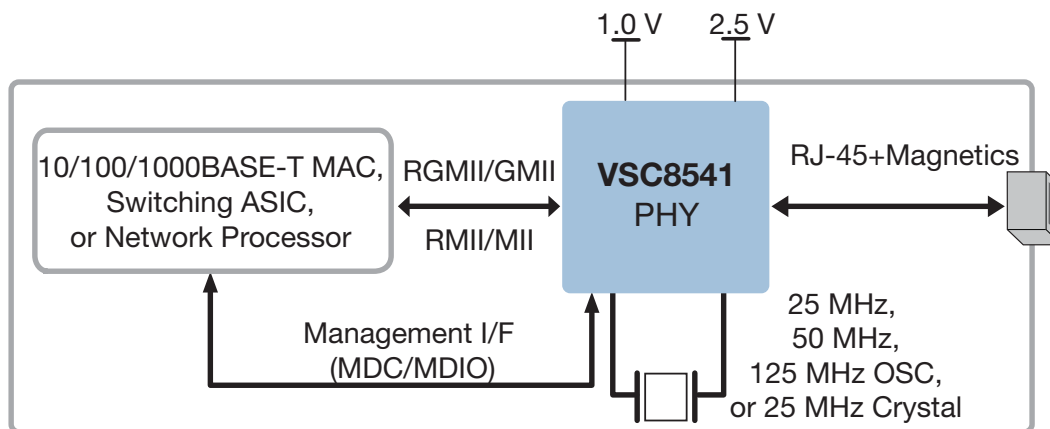 1.0 V
2.5 V
10/100/1000BASE-T MAC,
Switching ASIC,
or Network Processor
RGMII/GMII
RMII/MII
VSC8541
PHY
RJ-45+Magnetics
Management I/F
(MDC/MDIO)
25 MHz,
50 MHz,
125 MHz OSC,
or 25 MHz Crystal